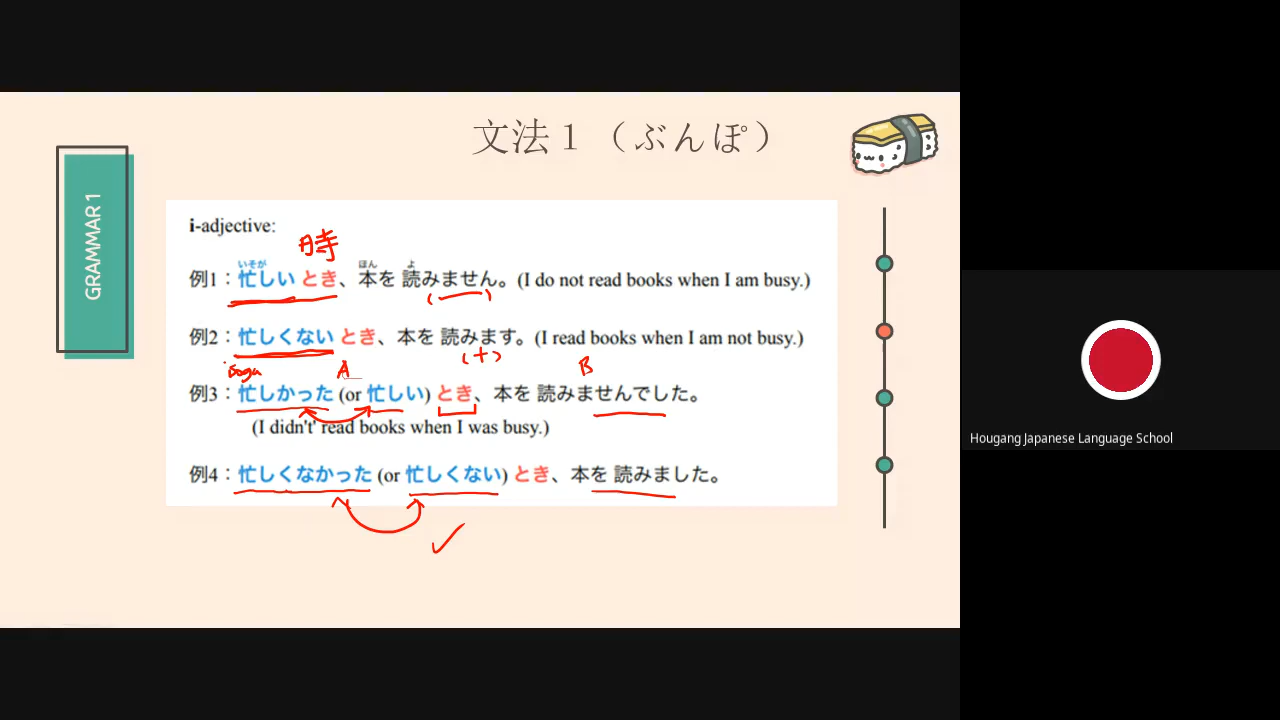 文法１（ぶんぽ）
GRAMMAR 1
i-adjective:
時
いそが ほん よ
例1：忙しい とき、本を 読みません。(I do not read books when I am busy.)
例2：忙しくない とき、本を 読みます。(I read books when I am not busy.)
(+)
A B
例3：忙しかった (or 忙しい) とき、本を 読みませんでした。
(I didn't' read books when I was busy.)
例4：忙しくなかった (or 忙しくない) とき、本を 読みました。
Hougang Japanese Language School